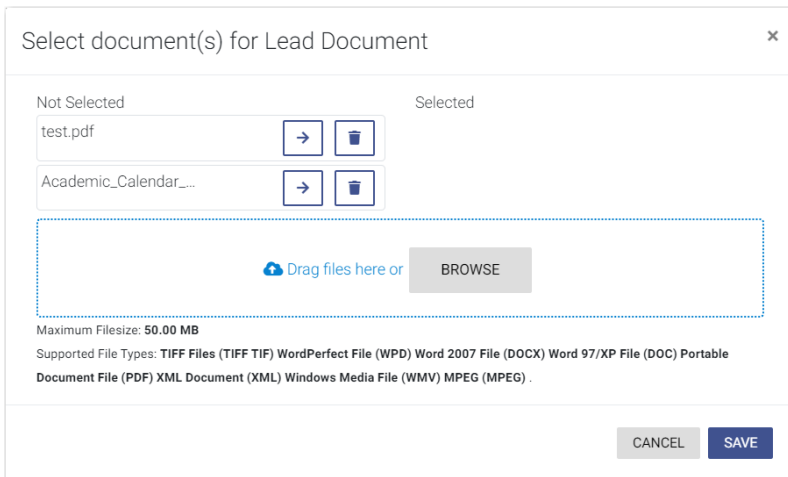 Select document(s) for Lead Document ×
Not Selected Selected
test.pdf
Academic_Calendar_...
Drag files here or BROWSE
Maximum Filesize: 50.00 MB
Supported File Types: TIFF Files (TIFF TIF) WordPerfect File (WPD) Word 2007 File (DOCX) Word 97/XP File (DOC) Portable
Document File (PDF) XML Document (XML) Windows Media File (WMV) MPEG (MPEG) .
CANCEL SAVE